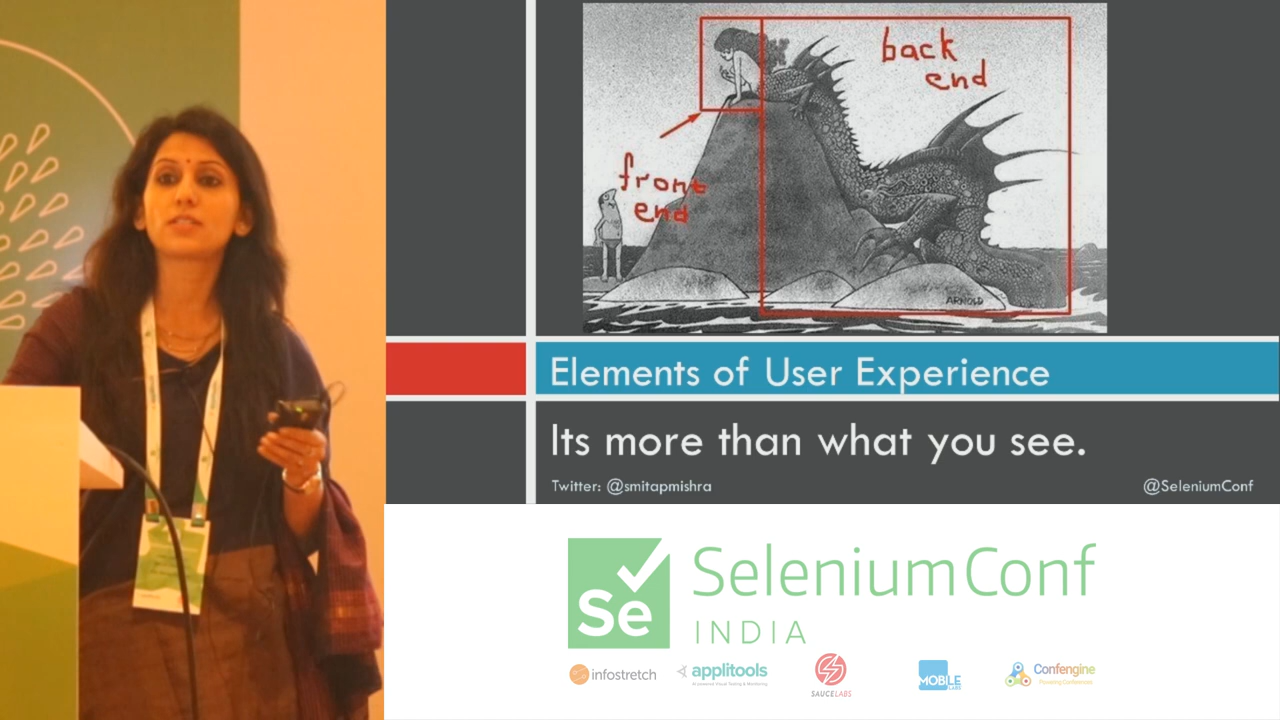 back
end
front
end
ARNOLD
Elements of User Experience
Its more than what you see.
Twitter: @smitapmishra
@SeleniumConf
Se
SeleniumConf
INDIA
infostretch
applitools
SAUCELABS
MOBILE
LABS
Confengine